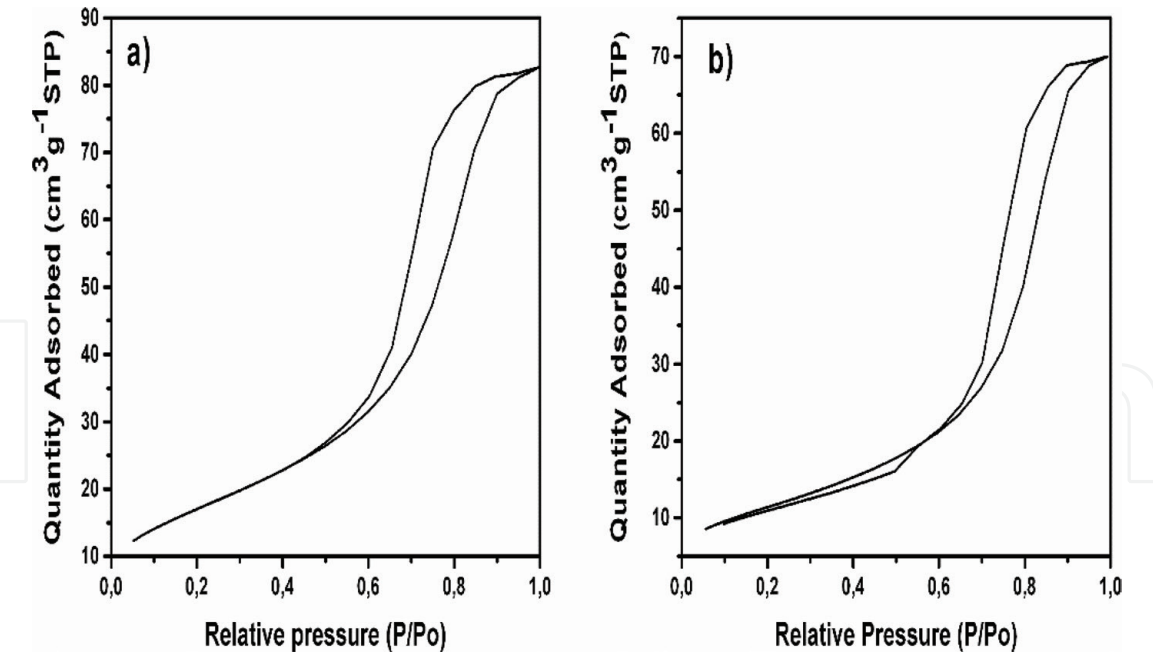 a)
Quantity Adsorbed (cm³g⁻¹STP)
90
80
70
60
50
40
30
20
10
0,0 0,2 0,4 0,6 0,8 1,0
Relative pressure (P/Po)
b)
Quantity Adsorbed (cm³g⁻¹STP)
70
60
50
40
30
20
10
0,0 0,2 0,4 0,6 0,8 1,0
Relative Pressure (P/Po)